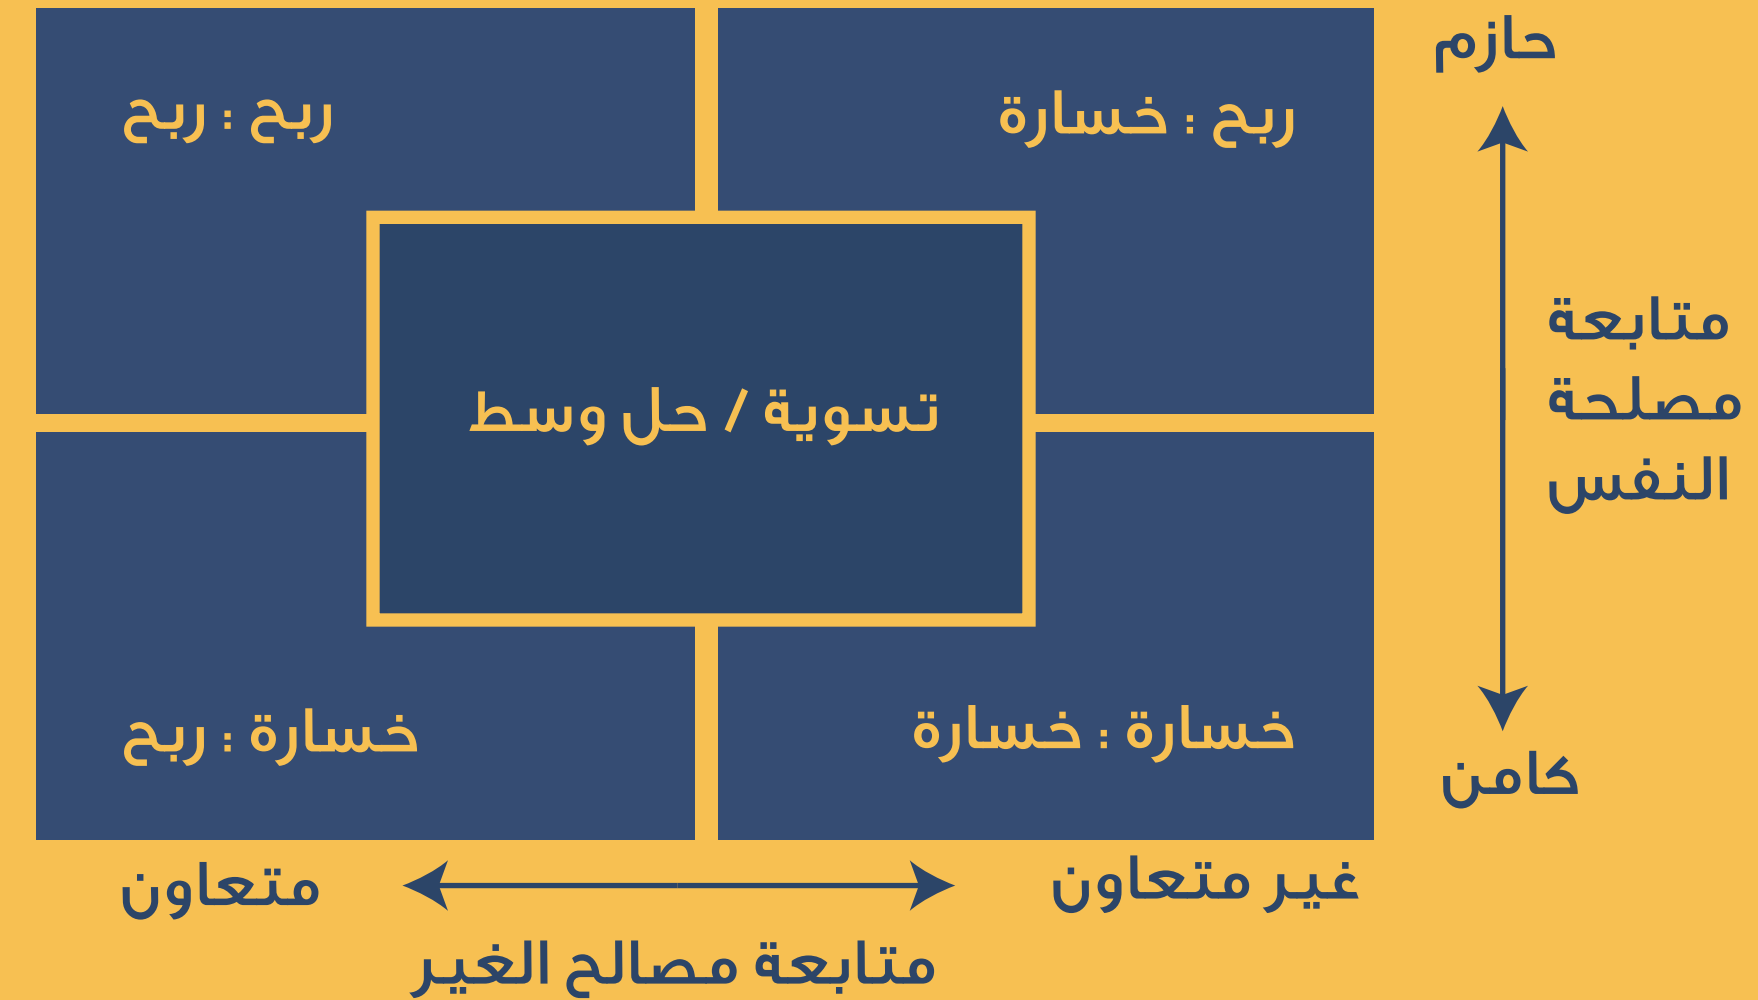 حازم
ربح : خسارة
ربح : ربح
متابعة
مصلحة
النفس
تسوية / حل وسط
خسارة : خسارة
خسارة : ربح
كامن
غير متعاون
متعاون
متابعة مصالح الغير